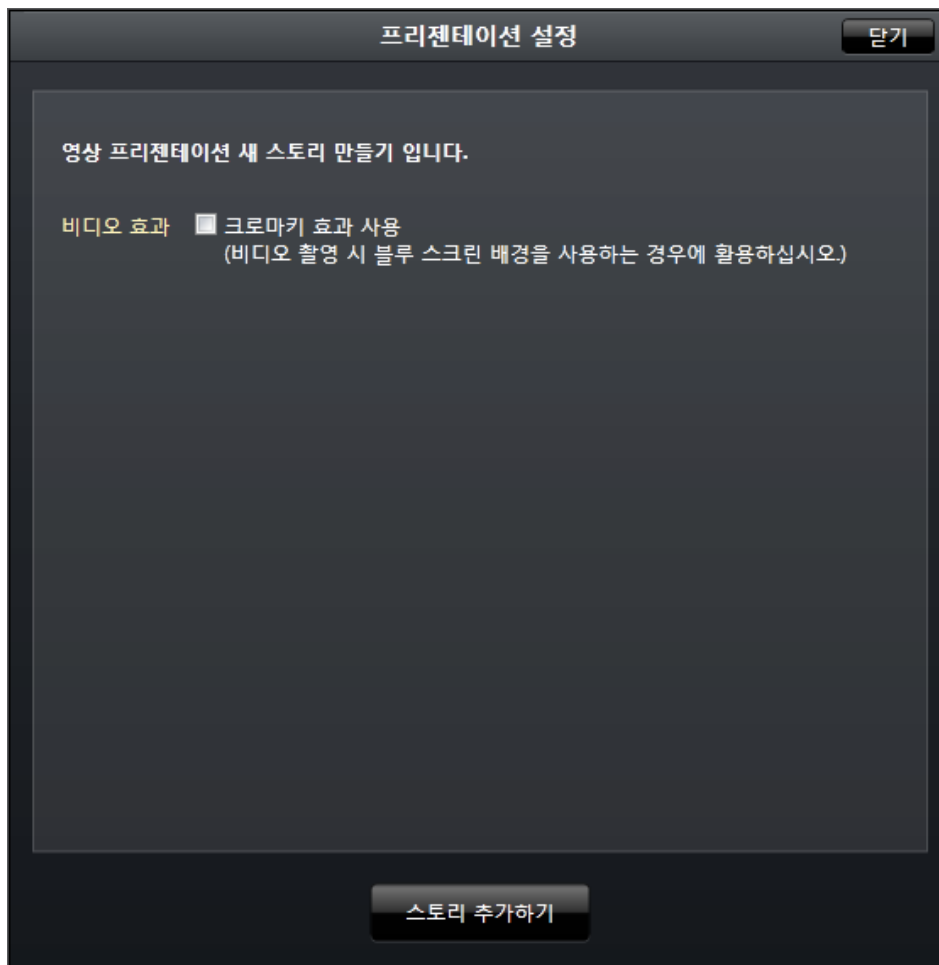 프리젠테이션 설정
닫기
영상 프리젠테이션 새 스토리 만들기 입니다.
비디오 효과 크로마키 효과 사용
(비디오 촬영 시 블루 스크린 배경을 사용하는 경우에 활용하십시오.)
스토리 추가하기